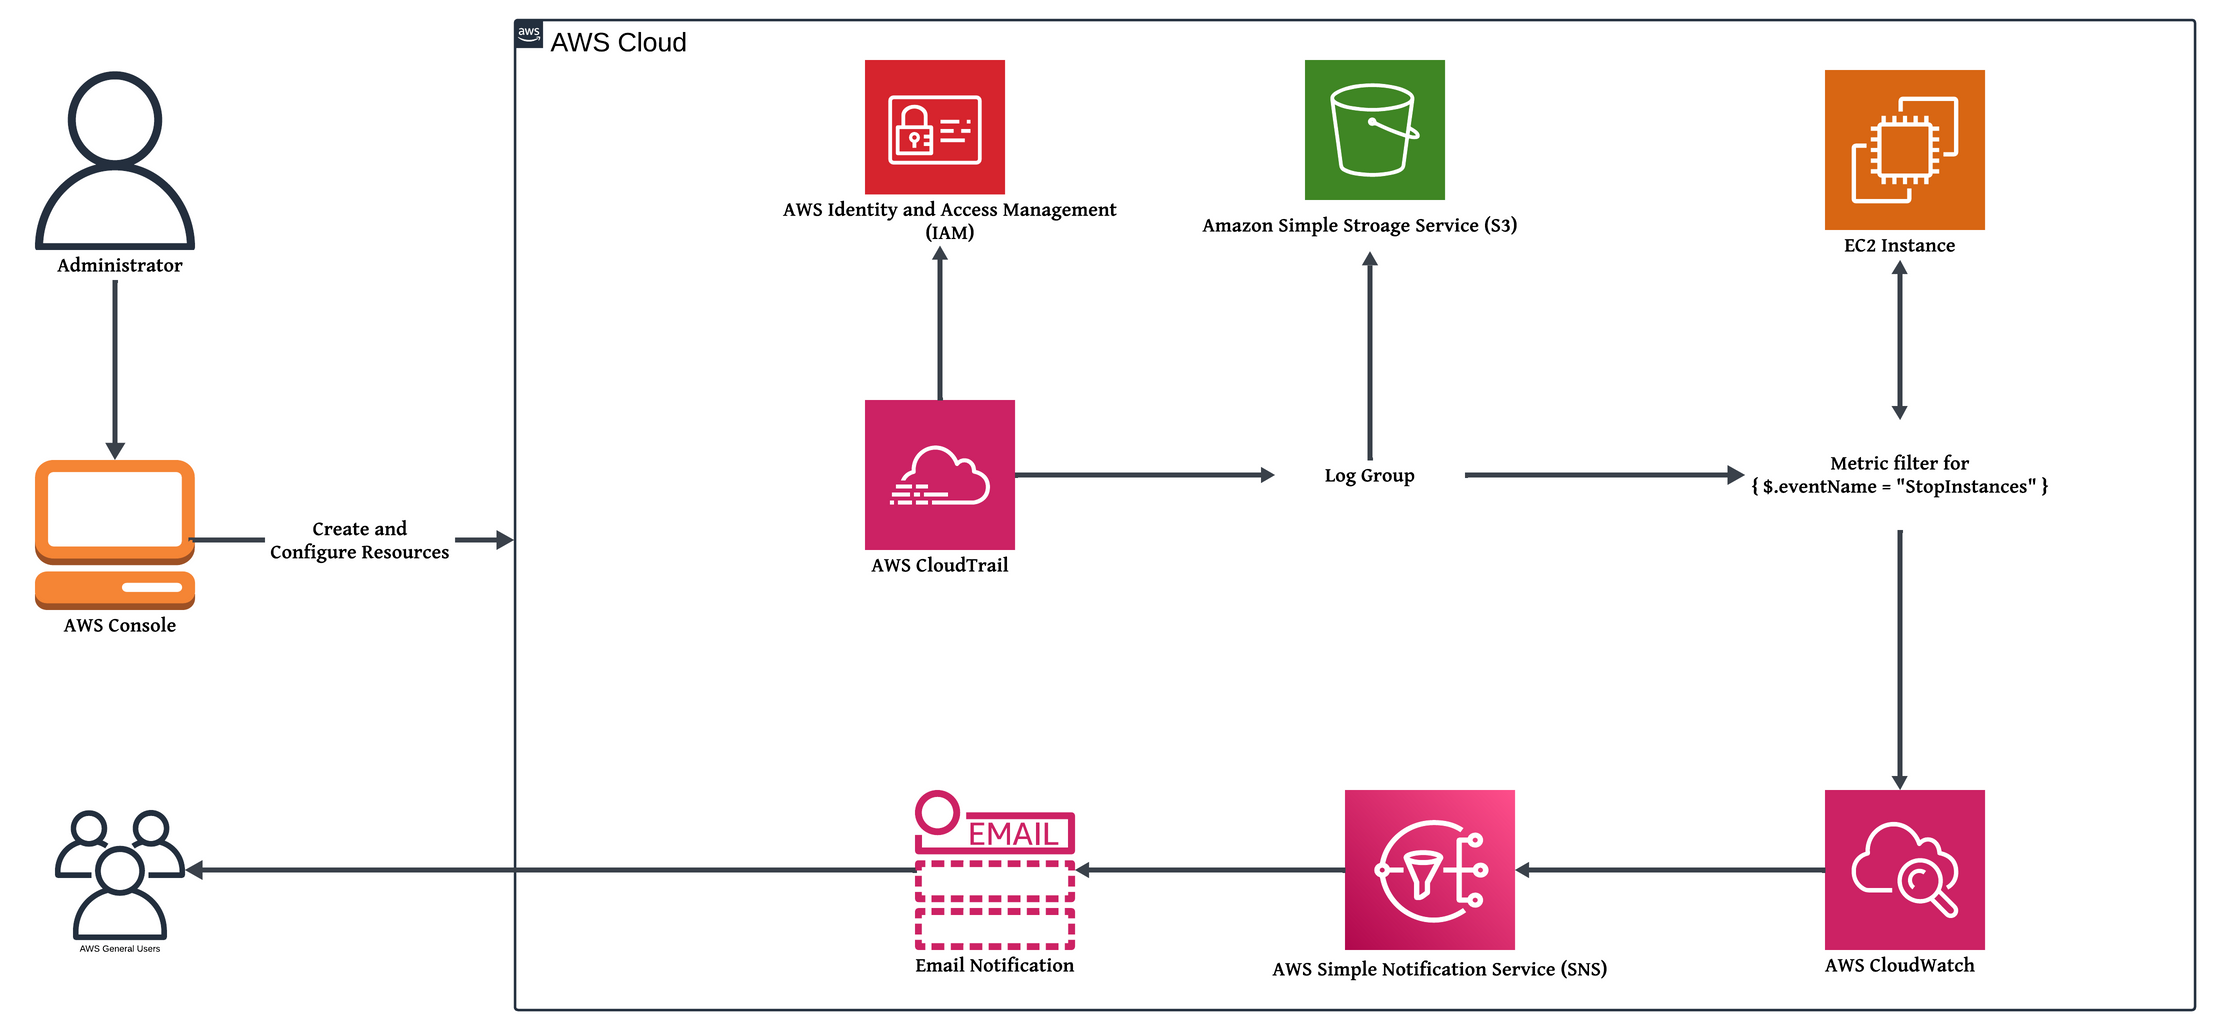 aws
AWS Cloud
AWS Identity and Access Management
(IAM)
Amazon Simple Stroage Service (S3)
EC2 Instance
Administrator
Metric filter for
{ $.eventName = "StopInstances" }
Log Group
Create and
Configure Resources
AWS CloudTrail
AWS Console
EMAIL
AWS General Users
Email Notification
AWS Simple Notification Service (SNS)
AWS CloudWatch